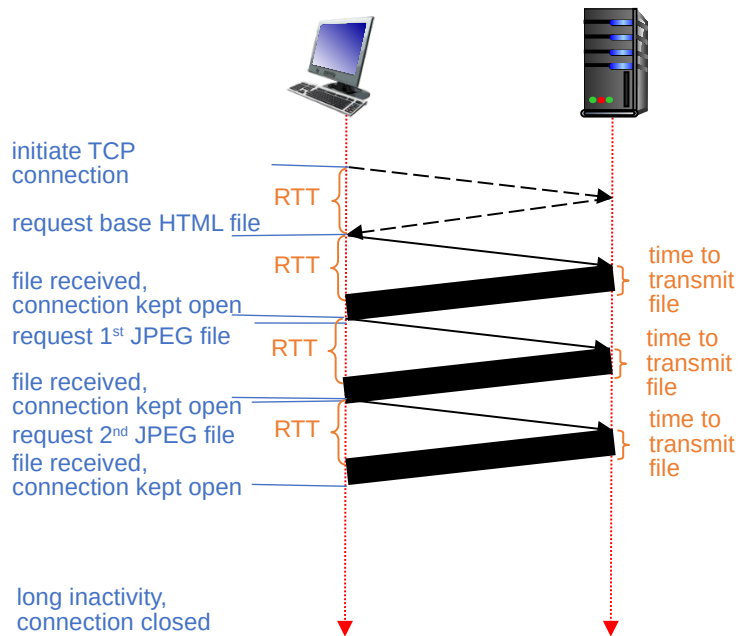 initiate TCP
connection
RTT
request base HTML file
RTT
time to
transmit
file
file received,
connection kept open
request 1st JPEG file
RTT
time to
transmit
file
file received,
connection kept open
request 2nd JPEG file
RTT
time to
transmit
file
file received,
connection kept open
long inactivity,
connection closed